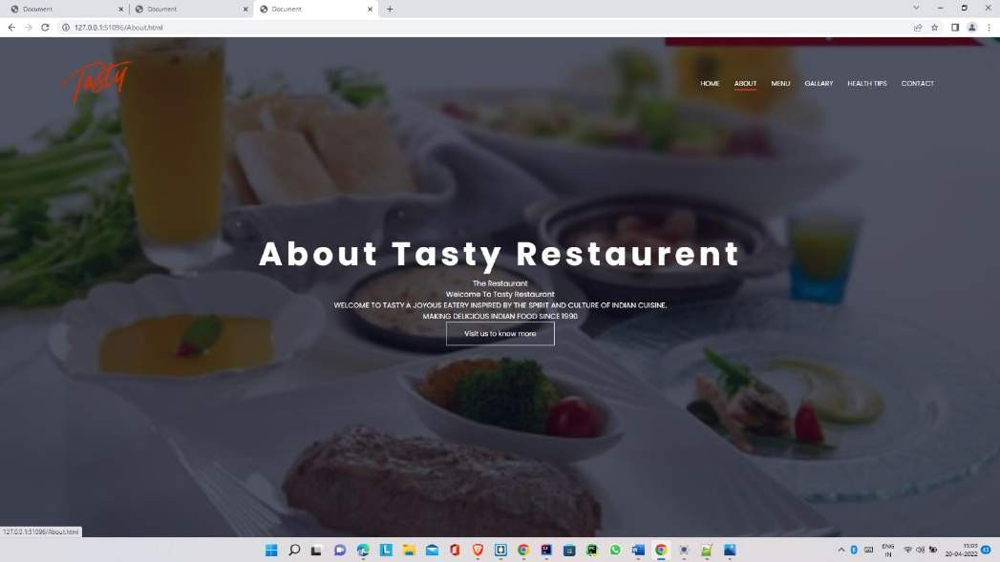 Document
Document
Document
127.0.0.1:51096/About.html
Tasty
HOME ABOUT MENU GALLARY HEALTH TIPS CONTACT
About Tasty Restaurent
The Restaurant
Welcome To Tasty Restaurant
WELCOME TO TASTY A JOYOUS EATERY INSPIRED BY THE SPIRIT AND CULTURE OF INDIAN CUISINE.
MAKING DELICIOUS INDIAN FOOD SINCE 1990
Visit us to know more
127.0.0.1:51096/About.html
ENG
IN
15:03
20-04-2022